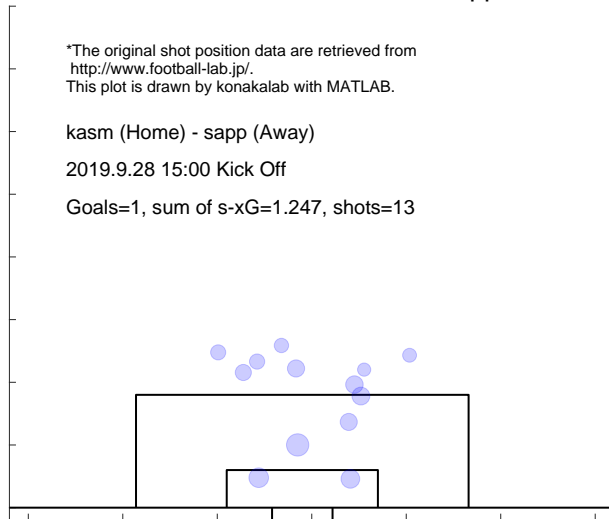 *The original shot position data are retrieved from
http://www.football-lab.jp/.
This plot is drawn by konakalab with MATLAB.
kasm (Home) - sapp (Away)
2019.9.28 15:00 Kick Off
Goals=1, sum of s-xG=1.247, shots=13